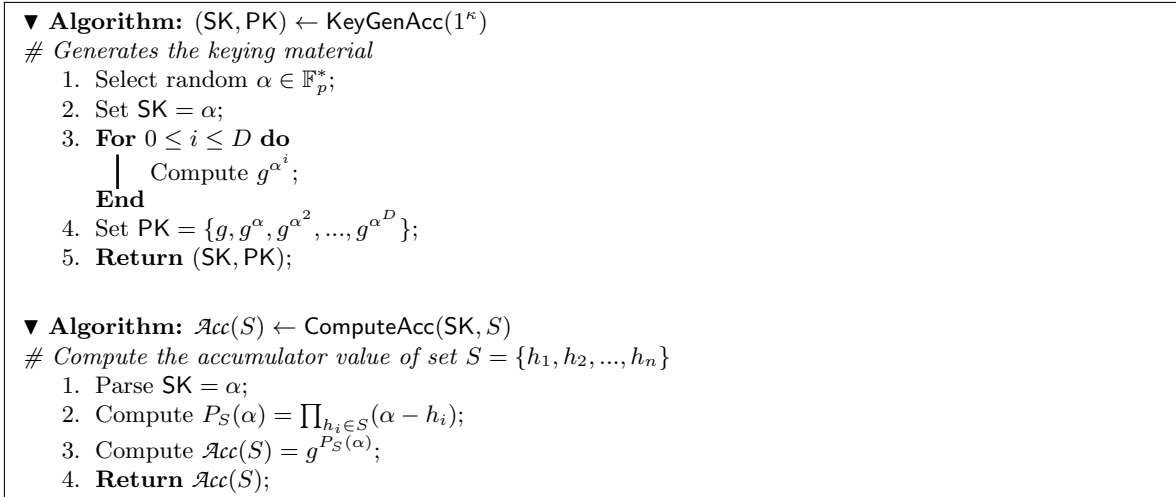 ▼ Algorithm: (SK, PK) ← KeyGenAcc(1^κ)
# Generates the keying material
1. Select random α ∈ 𝔽_p^*;
2. Set SK = α;
3. For 0 ≤ i ≤ D do
Compute g^{α^i};
End
4. Set PK = {g, g^α, g^{α^2}, ..., g^{α^D}};
5. Return (SK, PK);
▼ Algorithm: 𝒜cc(S) ← ComputeAcc(SK, S)
# Compute the accumulator value of set S = {h_1, h_2, ..., h_n}
1. Parse SK = α;
2. Compute P_S(α) = ∏_{h_i∈S}(α − h_i);
3. Compute 𝒜cc(S) = g^{P_S(α)};
4. Return 𝒜cc(S);